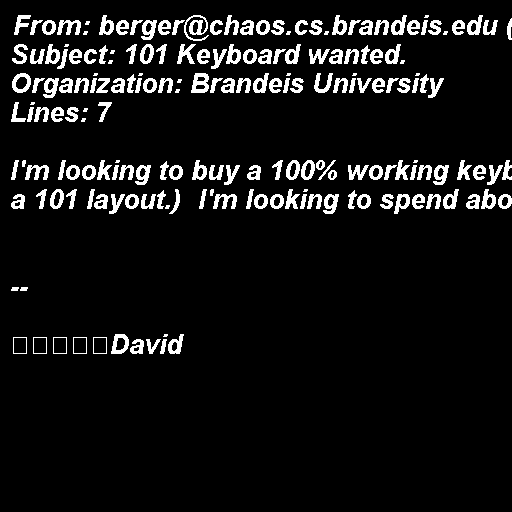 From: berger@chaos.cs.brandeis.edu (
Subject: 101 Keyboard wanted.
Organization: Brandeis University
Lines: 7

I'm looking to buy a 100% working keyb
a 101 layout.)  I'm looking to spend abo

--

David